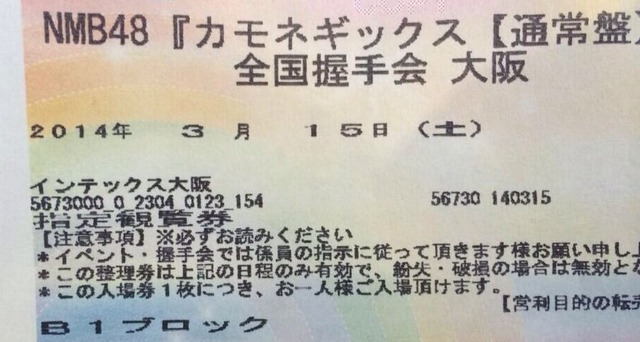 NMB48『カモネギックス【通常盤】
全国握手会 大阪
2014年 3月 15日(土)
インテックス大阪
5673000_0_2304_0123_154 56730 140315
指定観覧券
【注意事項】※必ずお読みください
*イベント・握手会では係員の指示に従って頂きます様お願い申し上
*この整理券は上記の日程のみ有効で、紛失・破損の場合は無効とな
*この入場券1枚につき、お一人様ご入場頂けます。
【営利目的の転売
B1ブロック